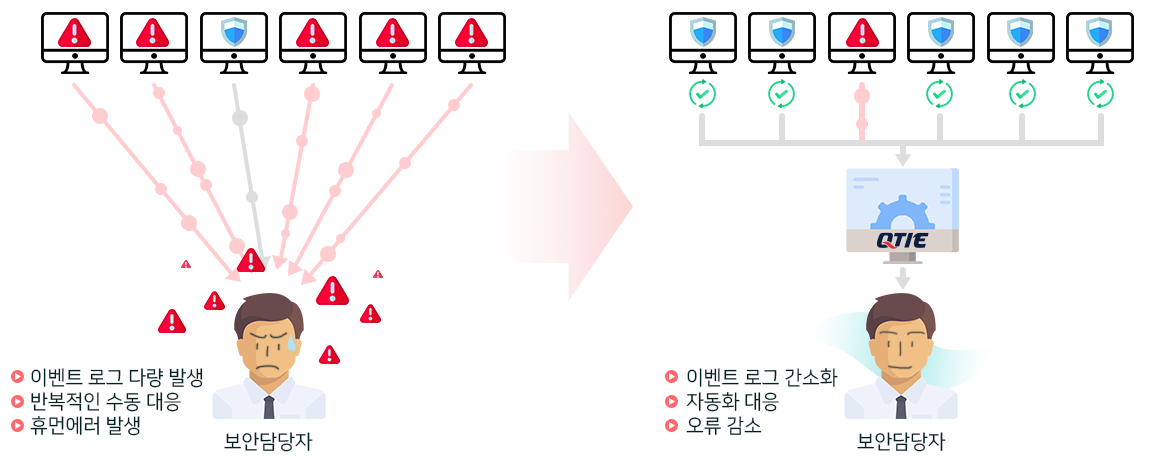 QTIE
이벤트 로그 다량 발생
반복적인 수동 대응
휴먼에러 발생
보안담당자
이벤트 로그 간소화
자동화 대응
오류 감소
보안담당자